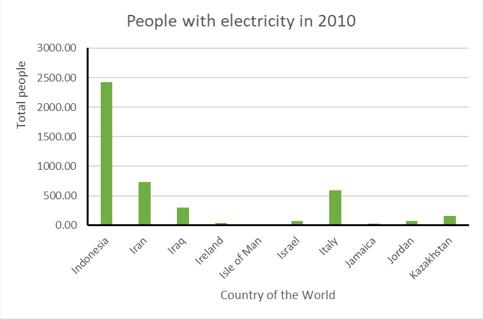 People with electricity in 2010
3000.00
2500.00
2000.00
1500.00
1000.00
500.00
0.00
Total people
Indonesia
Iran
Iraq
Ireland
Isle of Man
Israel
Italy
Jamaica
Jordan
Kazakhstan
Country of the World